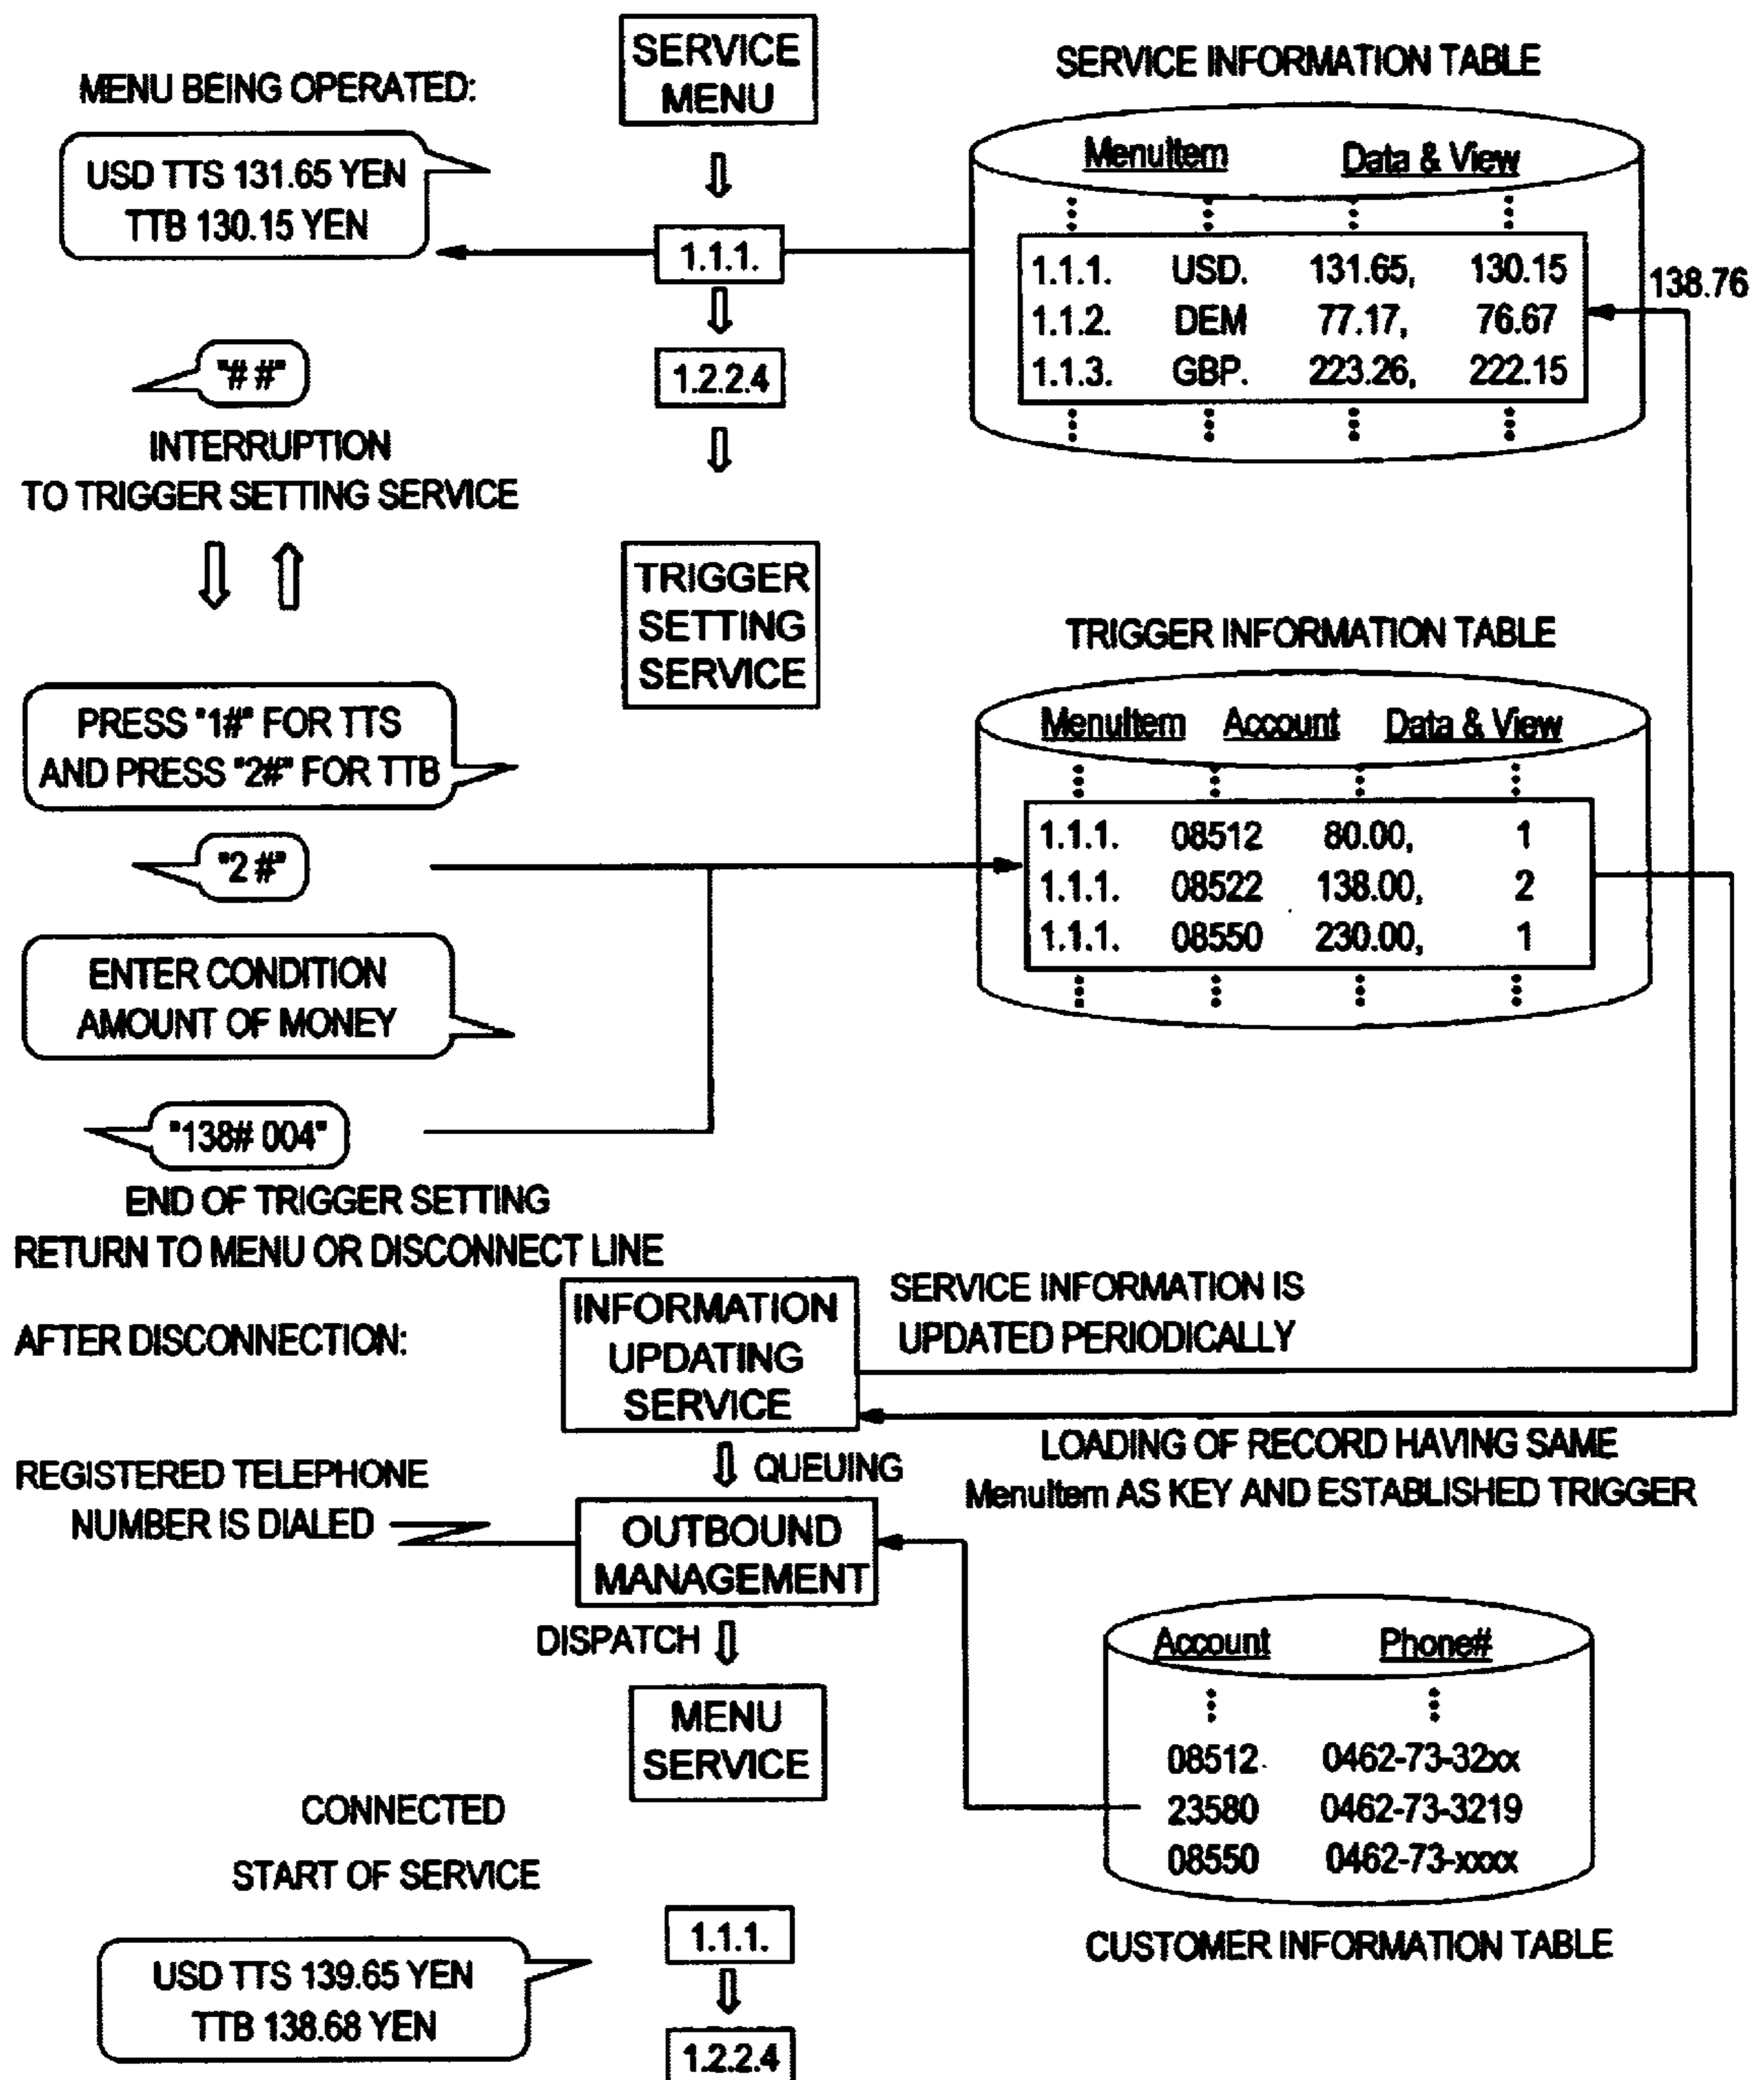 SERVICE
MENU
MENU BEING OPERATED:
USD TTS 131.65 YEN
TTB 130.15 YEN
1.1.1.
1.2.2.4
SERVICE INFORMATION TABLE
MenuItem Data & View
1.1.1. USD. 131.65, 130.15
1.1.2. DEM 77.17, 76.67
1.1.3. GBP. 223.26, 222.15
138.76
"# #"
INTERRUPTION
TO TRIGGER SETTING SERVICE
TRIGGER
SETTING
SERVICE
PRESS "1#" FOR TTS
AND PRESS "2#" FOR TTB
"2 #"
ENTER CONDITION
AMOUNT OF MONEY
"138# 004"
END OF TRIGGER SETTING
RETURN TO MENU OR DISCONNECT LINE
TRIGGER INFORMATION TABLE
MenuItem Account Data & View
1.1.1. 08512 80.00, 1
1.1.1. 08522 138.00, 2
1.1.1. 08550 230.00, 1
AFTER DISCONNECTION:
INFORMATION
UPDATING
SERVICE
SERVICE INFORMATION IS
UPDATED PERIODICALLY
LOADING OF RECORD HAVING SAME
MenuItem AS KEY AND ESTABLISHED TRIGGER
QUEUING
REGISTERED TELEPHONE
NUMBER IS DIALED
OUTBOUND
MANAGEMENT
DISPATCH
MENU
SERVICE
Account Phone#
08512 0462-73-32xx
23580 0462-73-3219
08550 0462-73-xxxx
CUSTOMER INFORMATION TABLE
CONNECTED
START OF SERVICE
1.1.1.
USD TTS 139.65 YEN
TTB 138.68 YEN
1.2.2.4